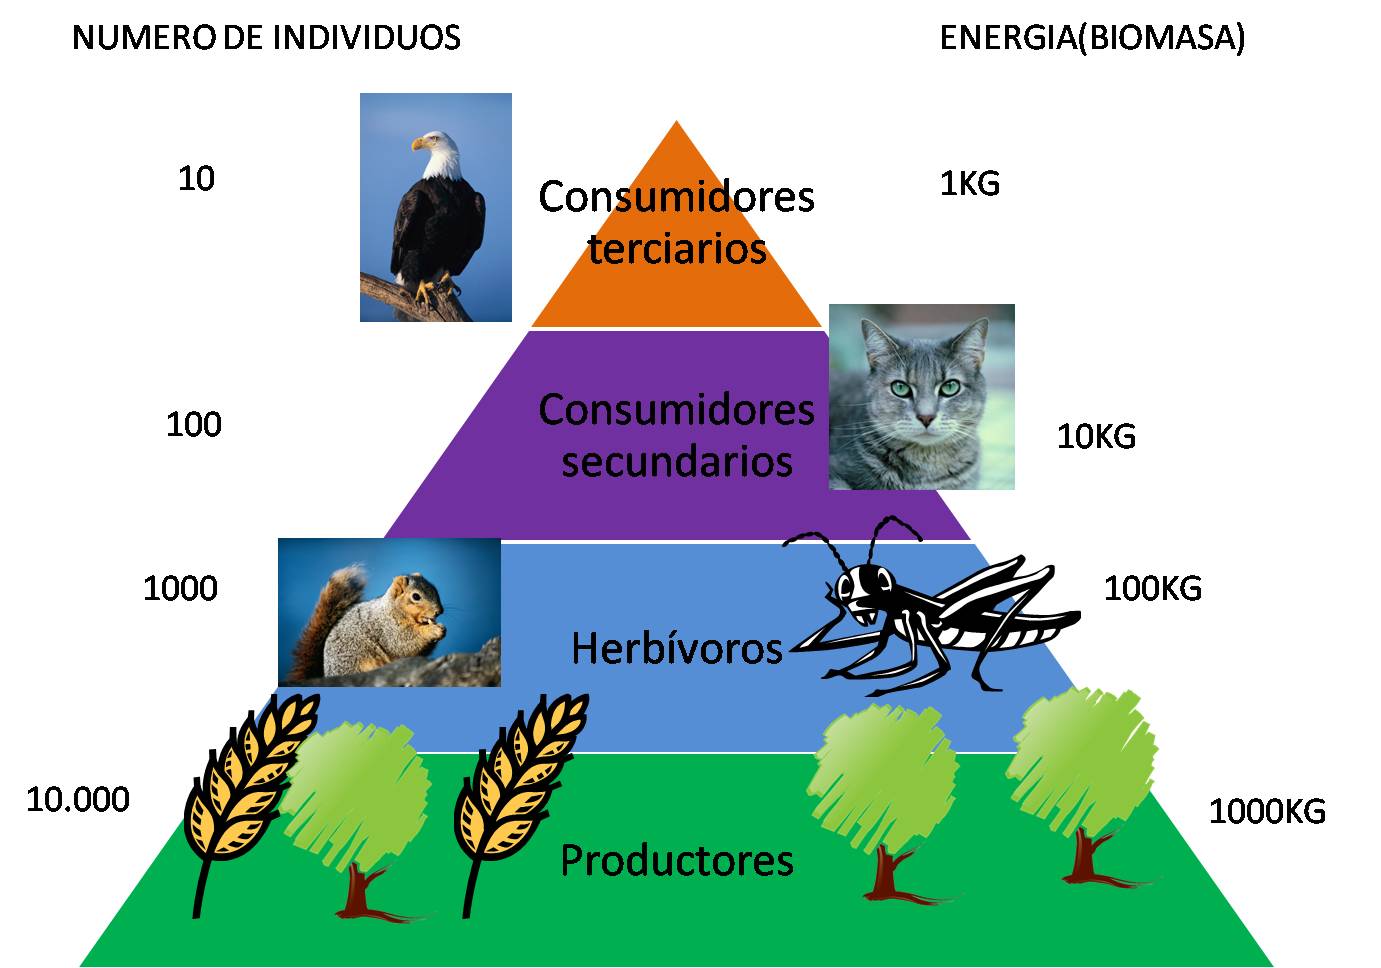 NUMERO DE INDIVIDUOS
ENERGIA(BIOMASA)
10
Consumidores
terciarios
1KG
100
Consumidores
secundarios
10KG
1000
Herbívoros
100KG
10.000
Productores
1000KG